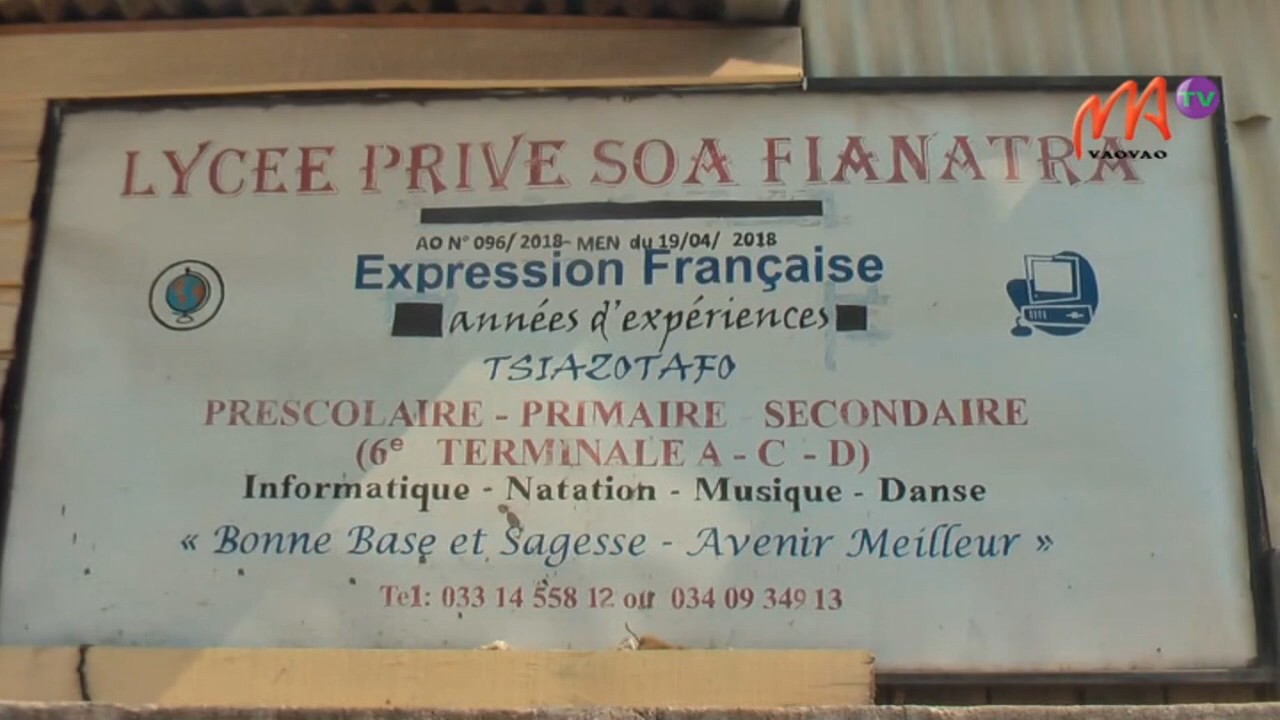 MA TV
VAOVAO
LYCEE PRIVE SOA FIANATRA
AO N° 096/ 2018- MEN du 19/04/ 2018
Expression Française
années d'expériences
TSIAZOTAFO
PRESCOLAIRE - PRIMAIRE SECONDAIRE
(6e TERMINALE A - C - D)
Informatique - Natation - Musique - Danse
« Bonne Base et Sagesse - Avenir Meilleur »
Tel: 033 14 558 12 ou 034 09 349 13